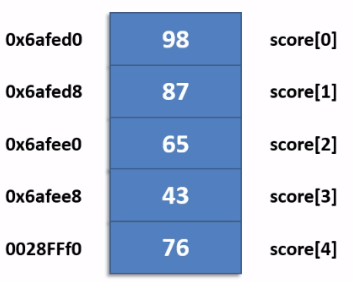 0x6afed0 98 score[0]
0x6afed8 87 score[1]
0x6afee0 65 score[2]
0x6afee8 43 score[3]
0028FFf0 76 score[4]